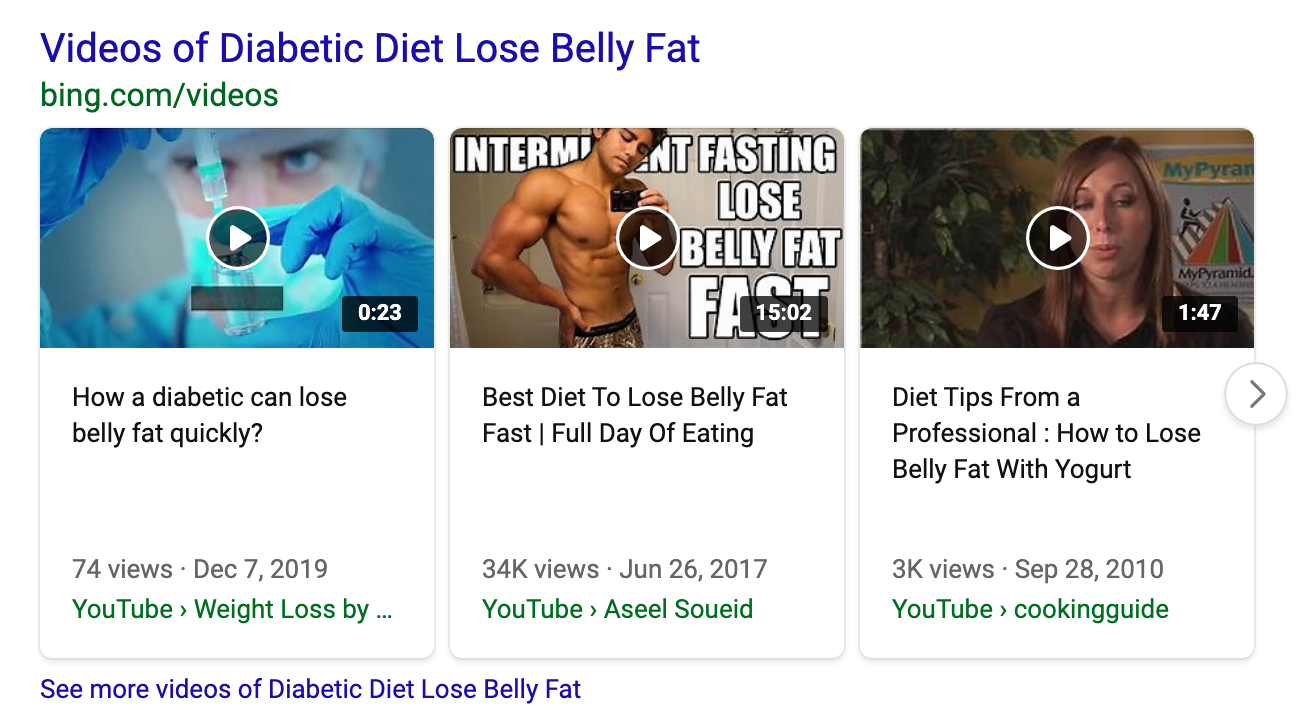 Videos of Diabetic Diet Lose Belly Fat
bing.com/videos
INTERMI ENT FASTING
LOSE
BELLY FAT
FAST
MyPyram
MyPyramid.
0:23
15:02
1:47
How a diabetic can lose
belly fat quickly?
74 views · Dec 7, 2019
YouTube › Weight Loss by ...
Best Diet To Lose Belly Fat
Fast | Full Day Of Eating
34K views · Jun 26, 2017
YouTube › Aseel Soueid
Diet Tips From a
Professional : How to Lose
Belly Fat With Yogurt
3K views · Sep 28, 2010
YouTube › cookingguide
See more videos of Diabetic Diet Lose Belly Fat